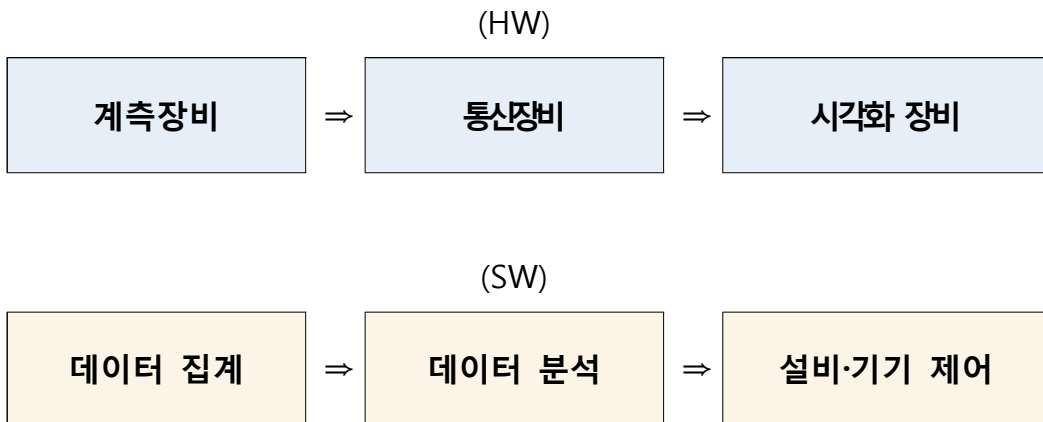 (HW)
계측장비 ⇒ 통신장비 ⇒ 시각화 장비
(SW)
데이터 집계 ⇒ 데이터 분석 ⇒ 설비·기기 제어